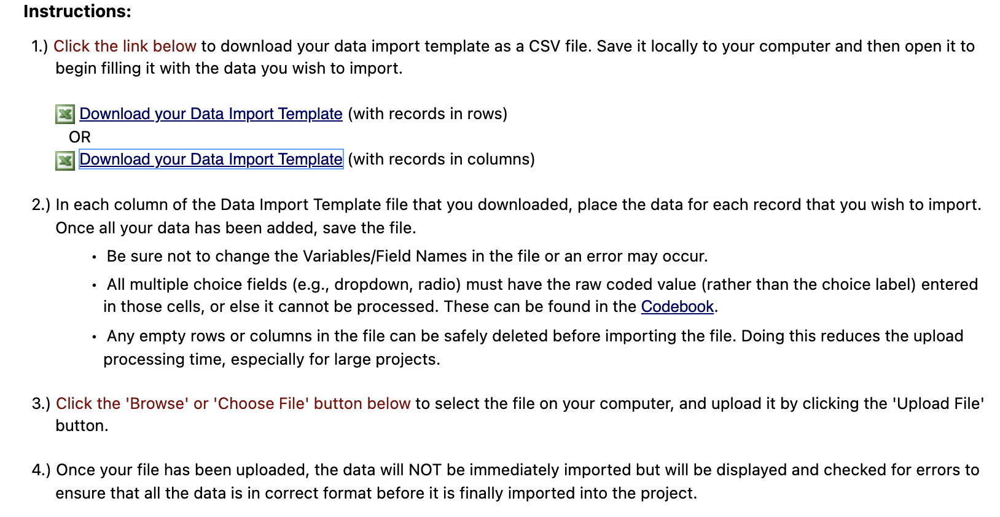 Instructions:
1.) Click the link below to download your data import template as a CSV file. Save it locally to your computer and then open it to
begin filling it with the data you wish to import.
Download your Data Import Template (with records in rows)
OR
Download your Data Import Template (with records in columns)
2.) In each column of the Data Import Template file that you downloaded, place the data for each record that you wish to import.
Once all your data has been added, save the file.
• Be sure not to change the Variables/Field Names in the file or an error may occur.
• All multiple choice fields (e.g., dropdown, radio) must have the raw coded value (rather than the choice label) entered
in those cells, or else it cannot be processed. These can be found in the Codebook.
• Any empty rows or columns in the file can be safely deleted before importing the file. Doing this reduces the upload
processing time, especially for large projects.
3.) Click the 'Browse' or 'Choose File' button below to select the file on your computer, and upload it by clicking the 'Upload File'
button.
4.) Once your file has been uploaded, the data will NOT be immediately imported but will be displayed and checked for errors to
ensure that all the data is in correct format before it is finally imported into the project.